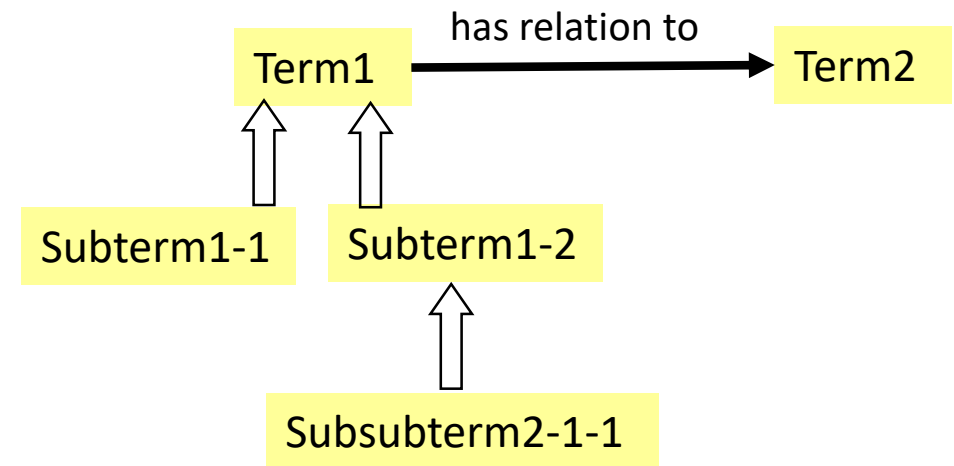 has relation to
Term1
Term2
Subterm1-1
Subterm1-2
Subsubterm2-1-1